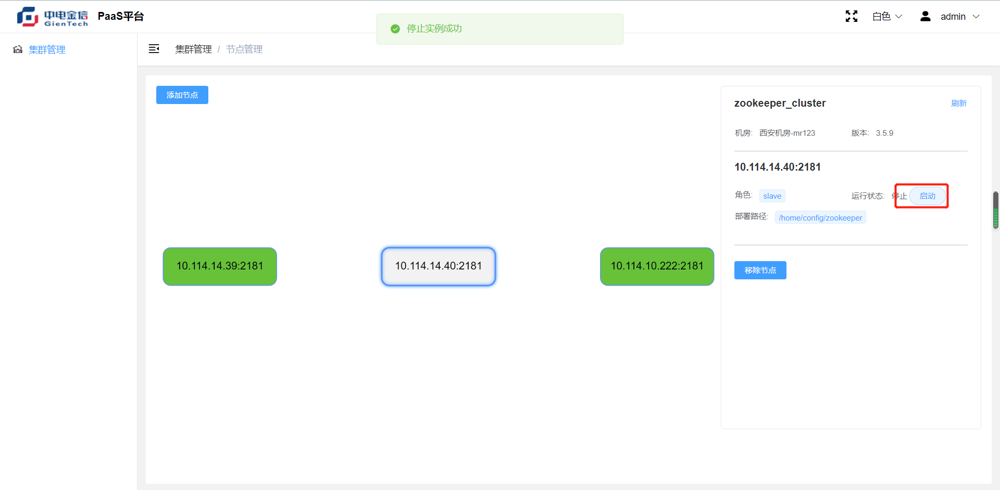 中电金信
GienTech
PaaS平台
停止实例成功
白色
admin
集群管理
集群管理 / 节点管理
添加节点
zookeeper_cluster
刷新
机房: 西安机房-mr123
版本: 3.5.9
10.114.14.40:2181
角色: slave
运行状态: 停止 启动
部署路径: /home/config/zookeeper
移除节点
10.114.14.39:2181
10.114.14.40:2181
10.114.10.222:2181